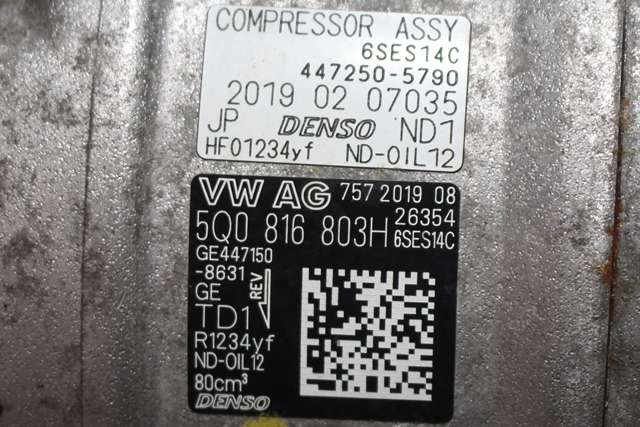 COMPRESSOR ASSY
6SES14C
447250-5790
2019 02 07035
JP DENSO ND1
HFO1234yf ND-OIL12
VW AG 757 2019 08
5Q0 816 803H 26354
6SES14C
GE447150
-8631
GE
REV
TD1
R1234yf
ND-OIL12
80cm³
DENSO